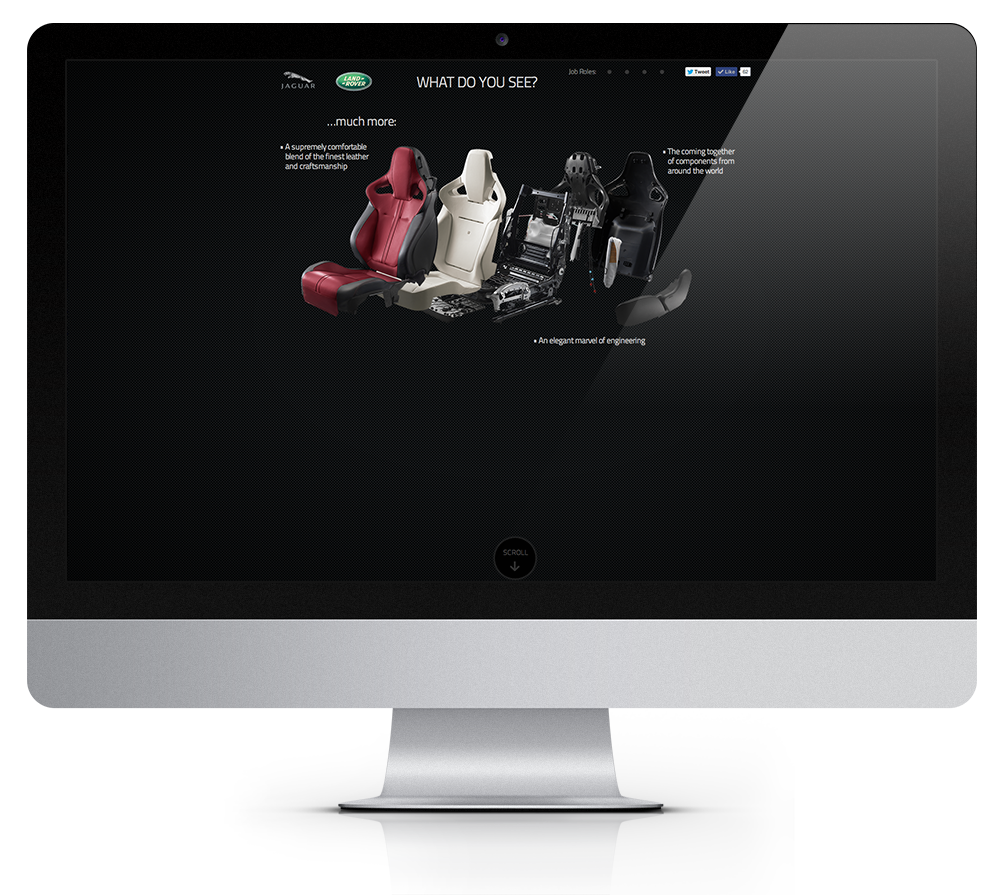 JAGUAR
LAND
ROVER
WHAT DO YOU SEE?
Job Roles:
Tweet
Like
62
...much more:
• A supremely comfortable
blend of the finest leather
and craftsmanship
• The coming together
of components from
around the world
• An elegant marvel of engineering
SCROLL